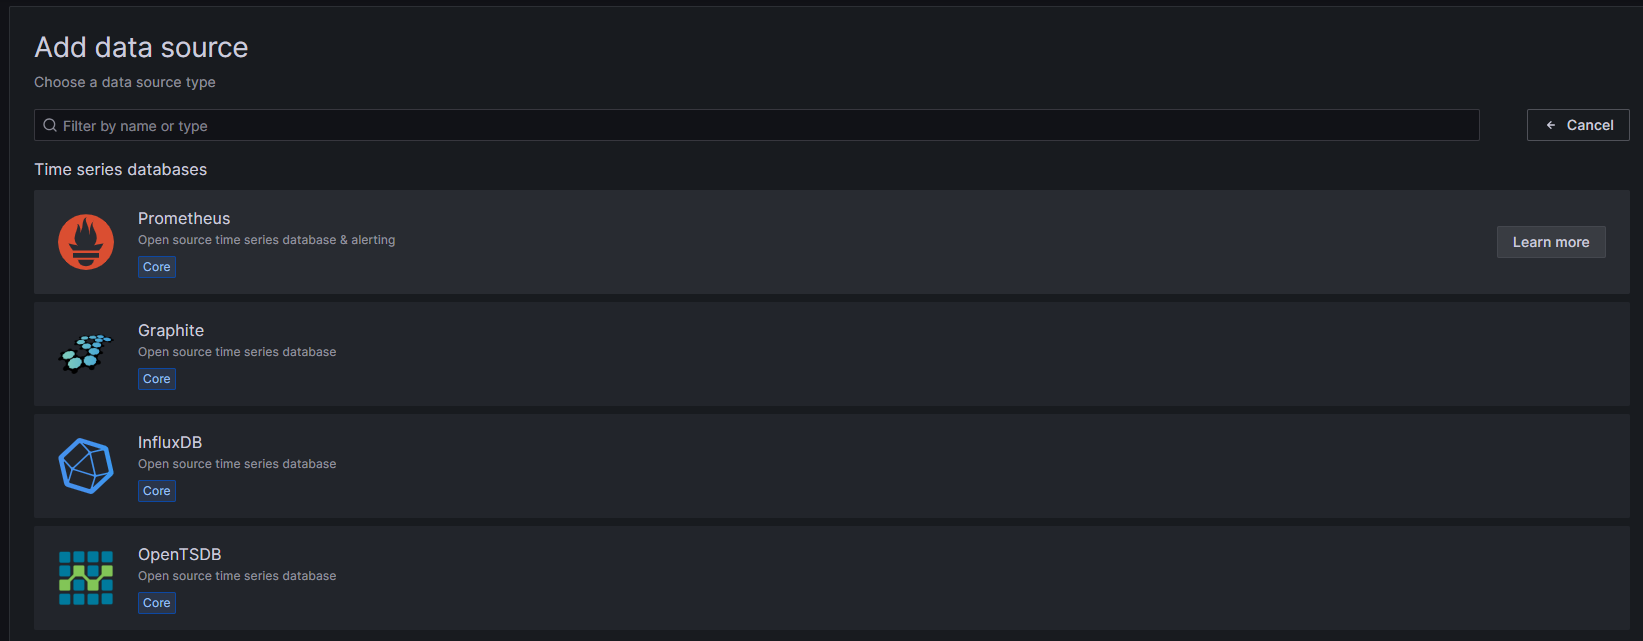 Add data source
Choose a data source type
Filter by name or type
Cancel
Time series databases
Prometheus
Open source time series database & alerting
Core
Learn more
Graphite
Open source time series database
Core
InfluxDB
Open source time series database
Core
OpenTSDB
Open source time series database
Core